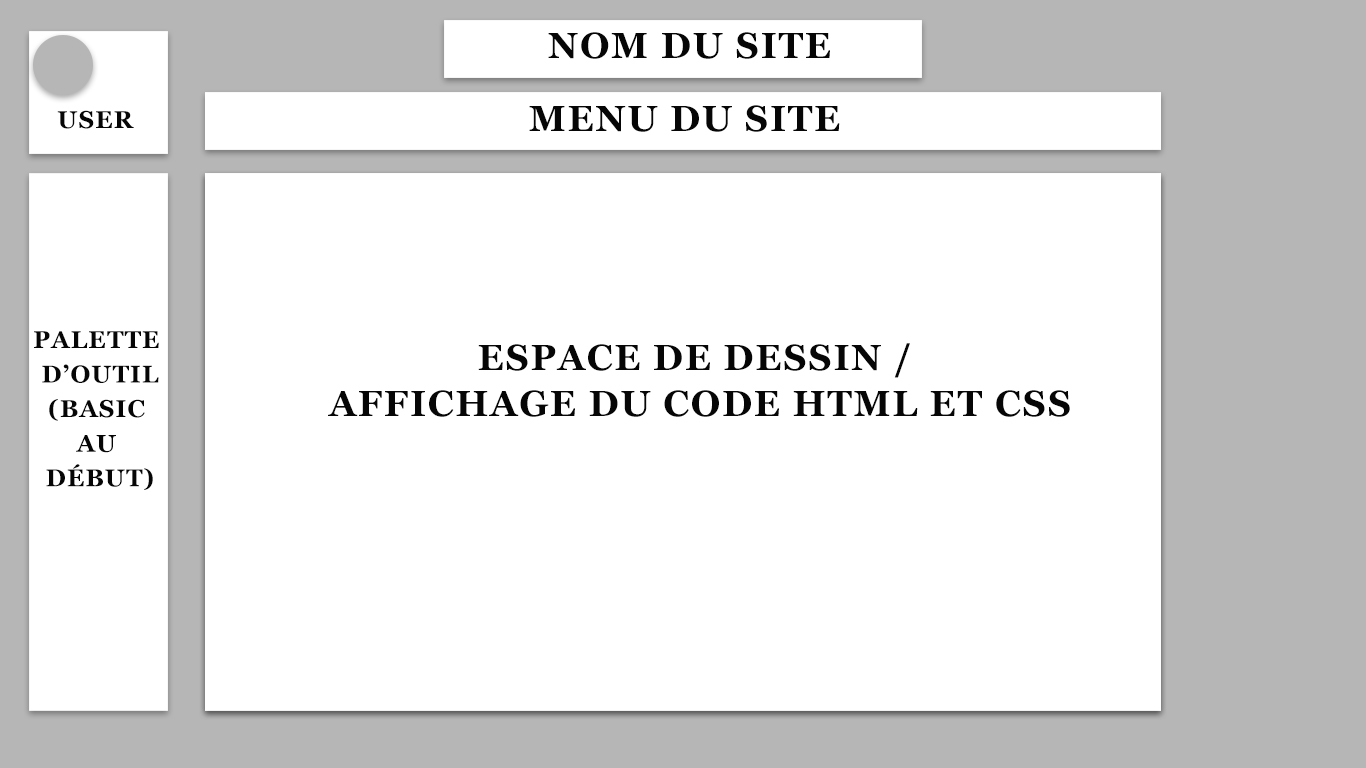 NOM DU SITE
USER
MENU DU SITE
PALETTE
D’OUTIL
(BASIC
AU
DÉBUT)
ESPACE DE DESSIN /
AFFICHAGE DU CODE HTML ET CSS